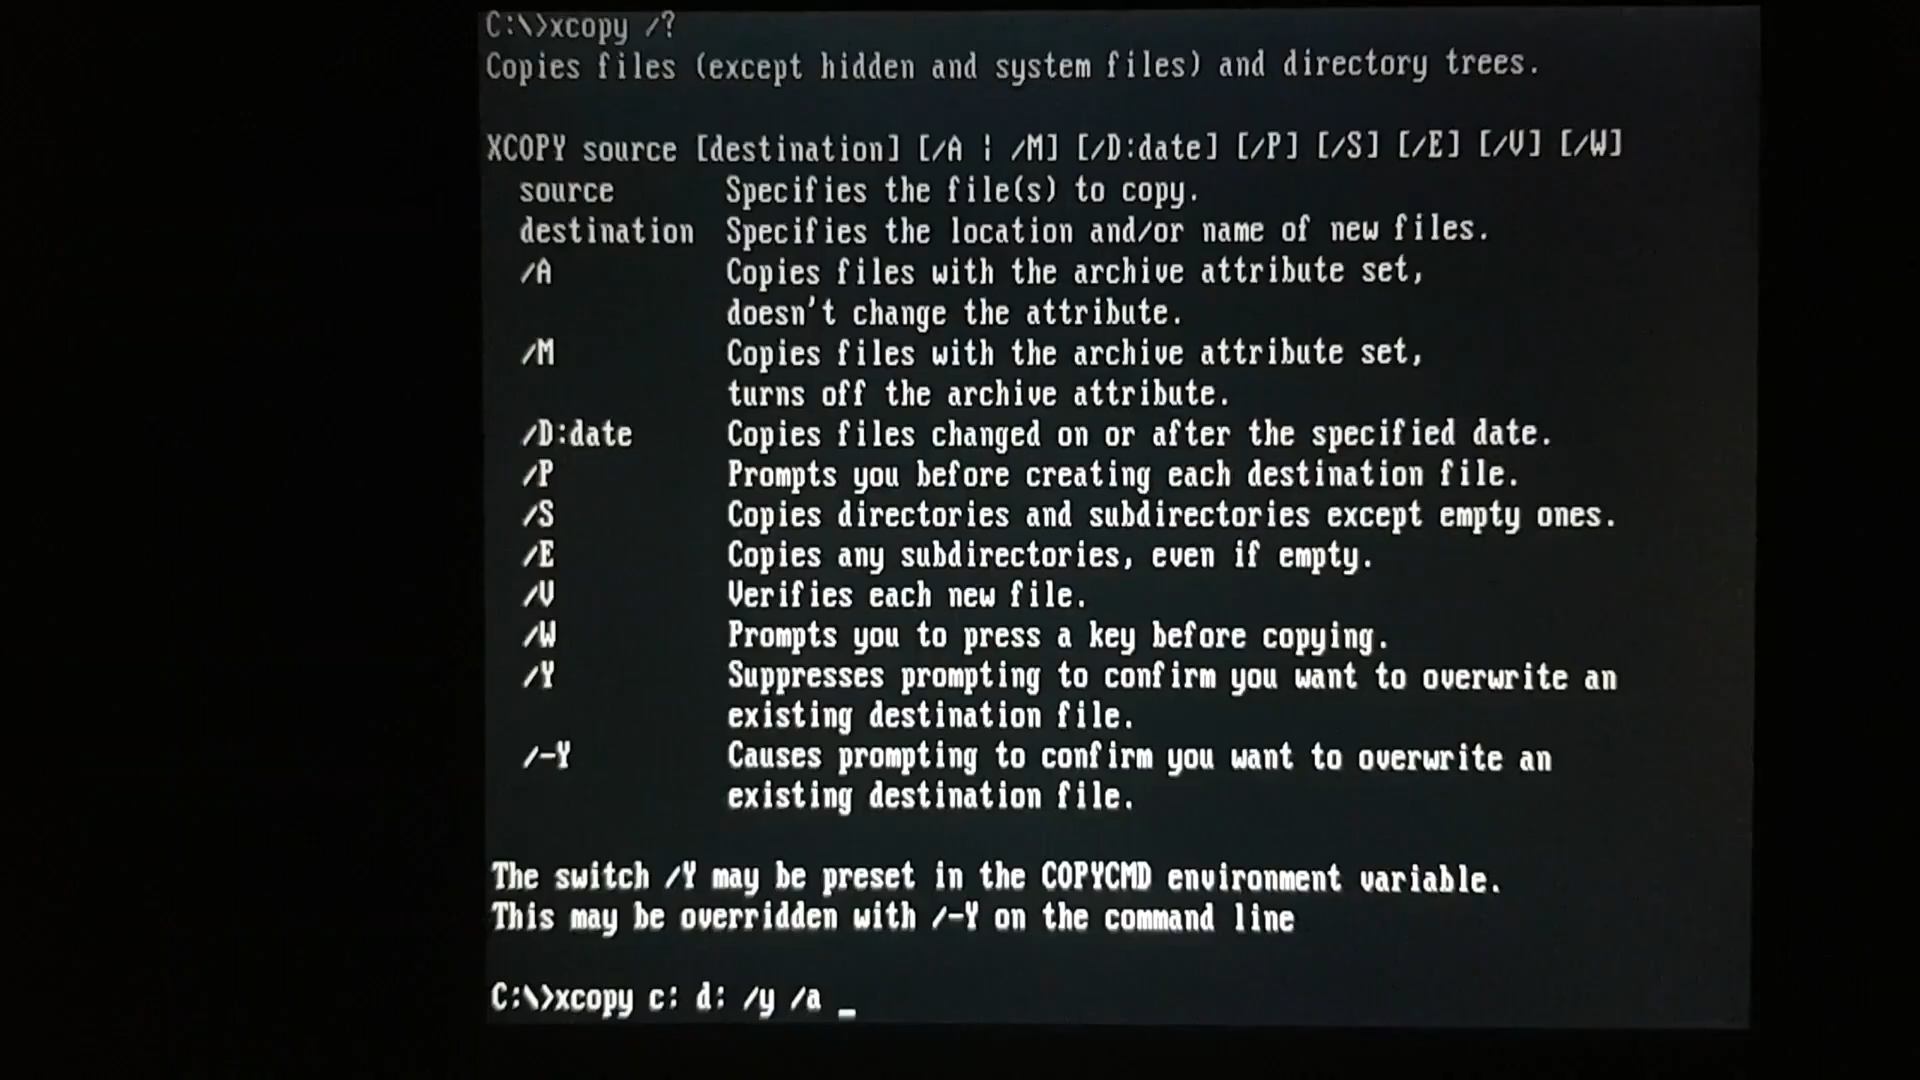 C:\>xcopy /?
Copies files (except hidden and system files) and directory trees.
XCOPY source [destination] [/A ¦ /M] [/D:date] [/P] [/S] [/E] [/V] [/W]
source Specifies the file(s) to copy.
destination Specifies the location and/or name of new files.
/A Copies files with the archive attribute set,
doesn't change the attribute.
/M Copies files with the archive attribute set,
turns off the archive attribute.
/D:date Copies files changed on or after the specified date.
/P Prompts you before creating each destination file.
/S Copies directories and subdirectories except empty ones.
/E Copies any subdirectories, even if empty.
/V Verifies each new file.
/W Prompts you to press a key before copying.
/Y Suppresses prompting to confirm you want to overwrite an
existing destination file.
/-Y Causes prompting to confirm you want to overwrite an
existing destination file.
The switch /Y may be preset in the COPYCMD environment variable.
This may be overridden with /-Y on the command line
C:\>xcopy c: d: /y /a _